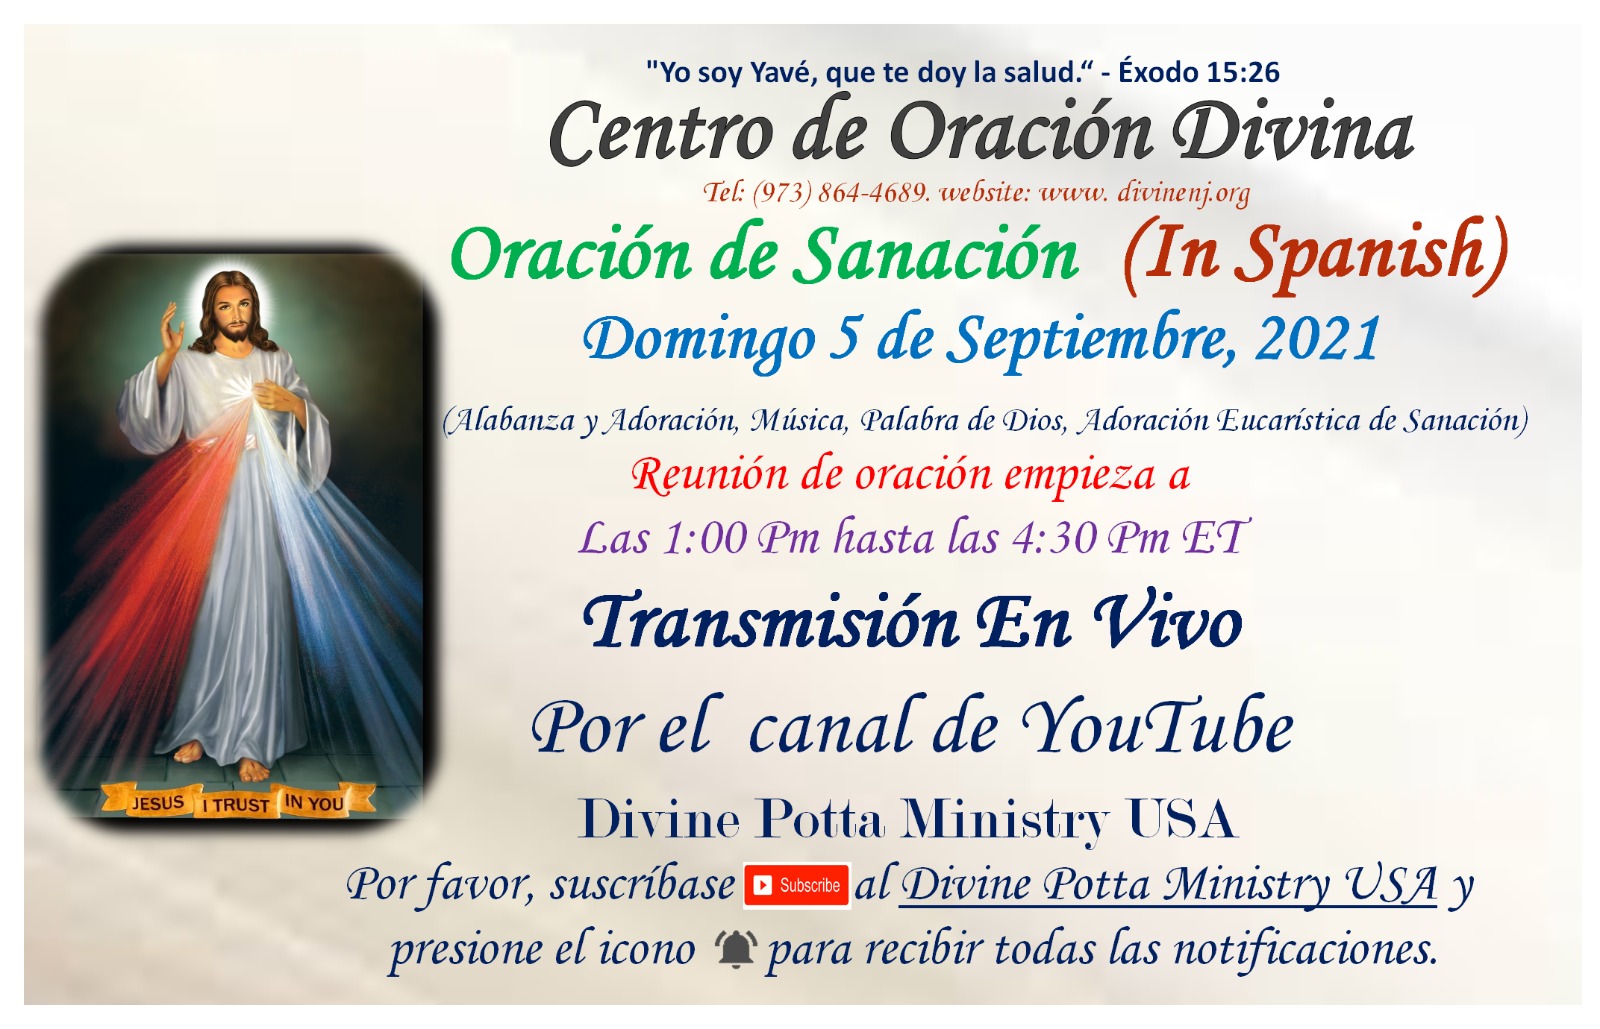 "Yo soy Yavé, que te doy la salud.“ - Éxodo 15:26
Centro de Oración Divina
Tel: (973) 864-4689. website: www. divinenj.org
Oración de Sanación (In Spanish)
Domingo 5 de Septiembre, 2021
(Alabanza y Adoración, Música, Palabra de Dios, Adoración Eucarística de Sanación)
Reunión de oración empieza a
Las 1:00 Pm hasta las 4:30 Pm ET
Transmisión En Vivo
Por el canal de YouTube
JESUS I TRUST IN YOU
Divine Potta Ministry USA
Por favor, suscríbase Subscribe al Divine Potta Ministry USA y
presione el icono para recibir todas las notificaciones.